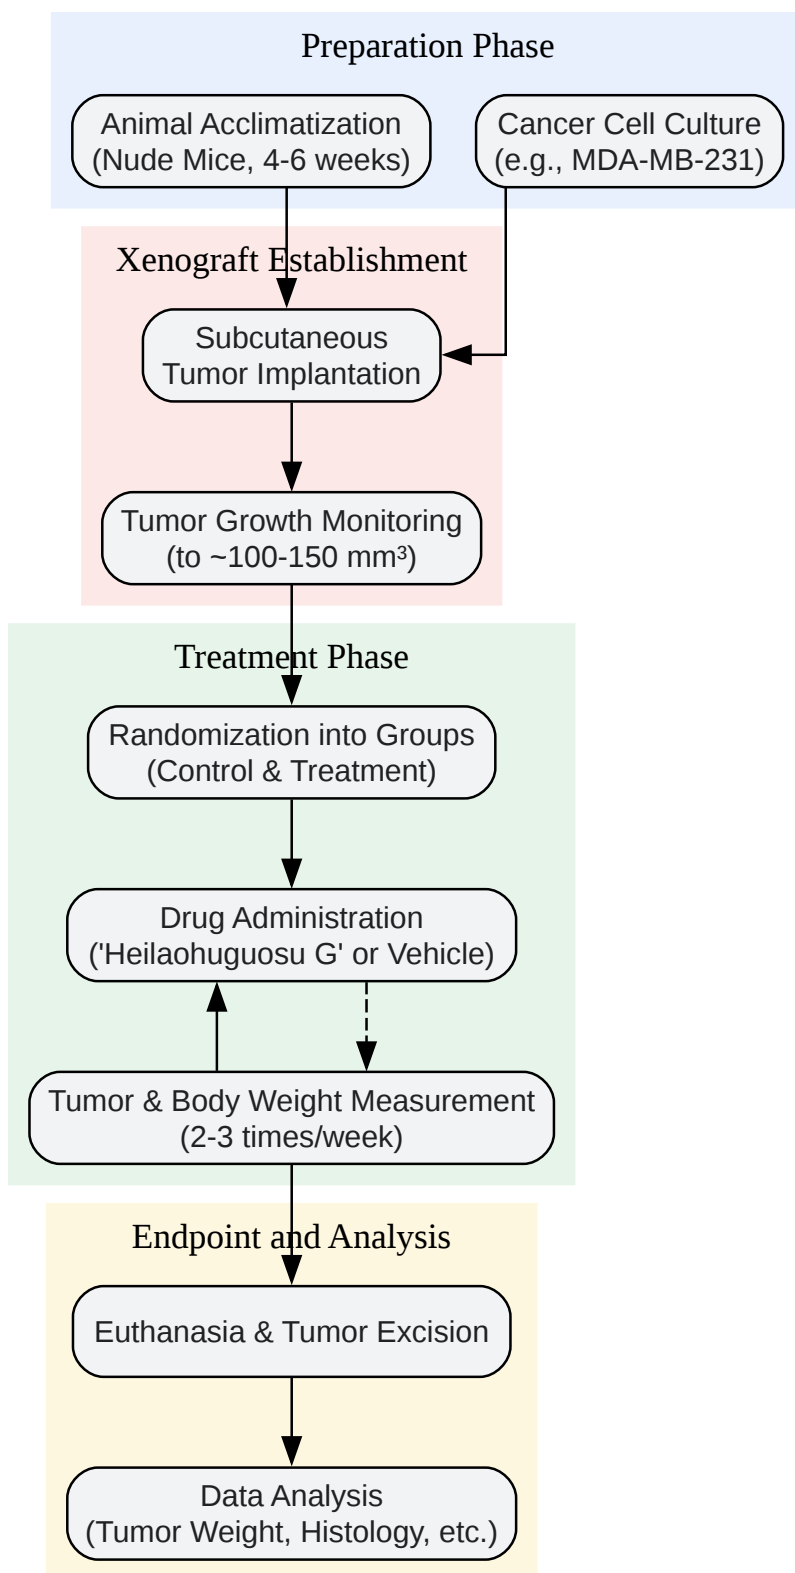 Preparation Phase
Animal Acclimatization
(Nude Mice, 4-6 weeks)
Cancer Cell Culture
(e.g., MDA-MB-231)
Xenograft Establishment
Subcutaneous
Tumor Implantation
Tumor Growth Monitoring
(to ~100-150 mm³)
Treatment Phase
Randomization into Groups
(Control & Treatment)
Drug Administration
('Heilaohuguosu G' or Vehicle)
Tumor & Body Weight Measurement
(2-3 times/week)
Endpoint and Analysis
Euthanasia & Tumor Excision
Data Analysis
(Tumor Weight, Histology, etc.)